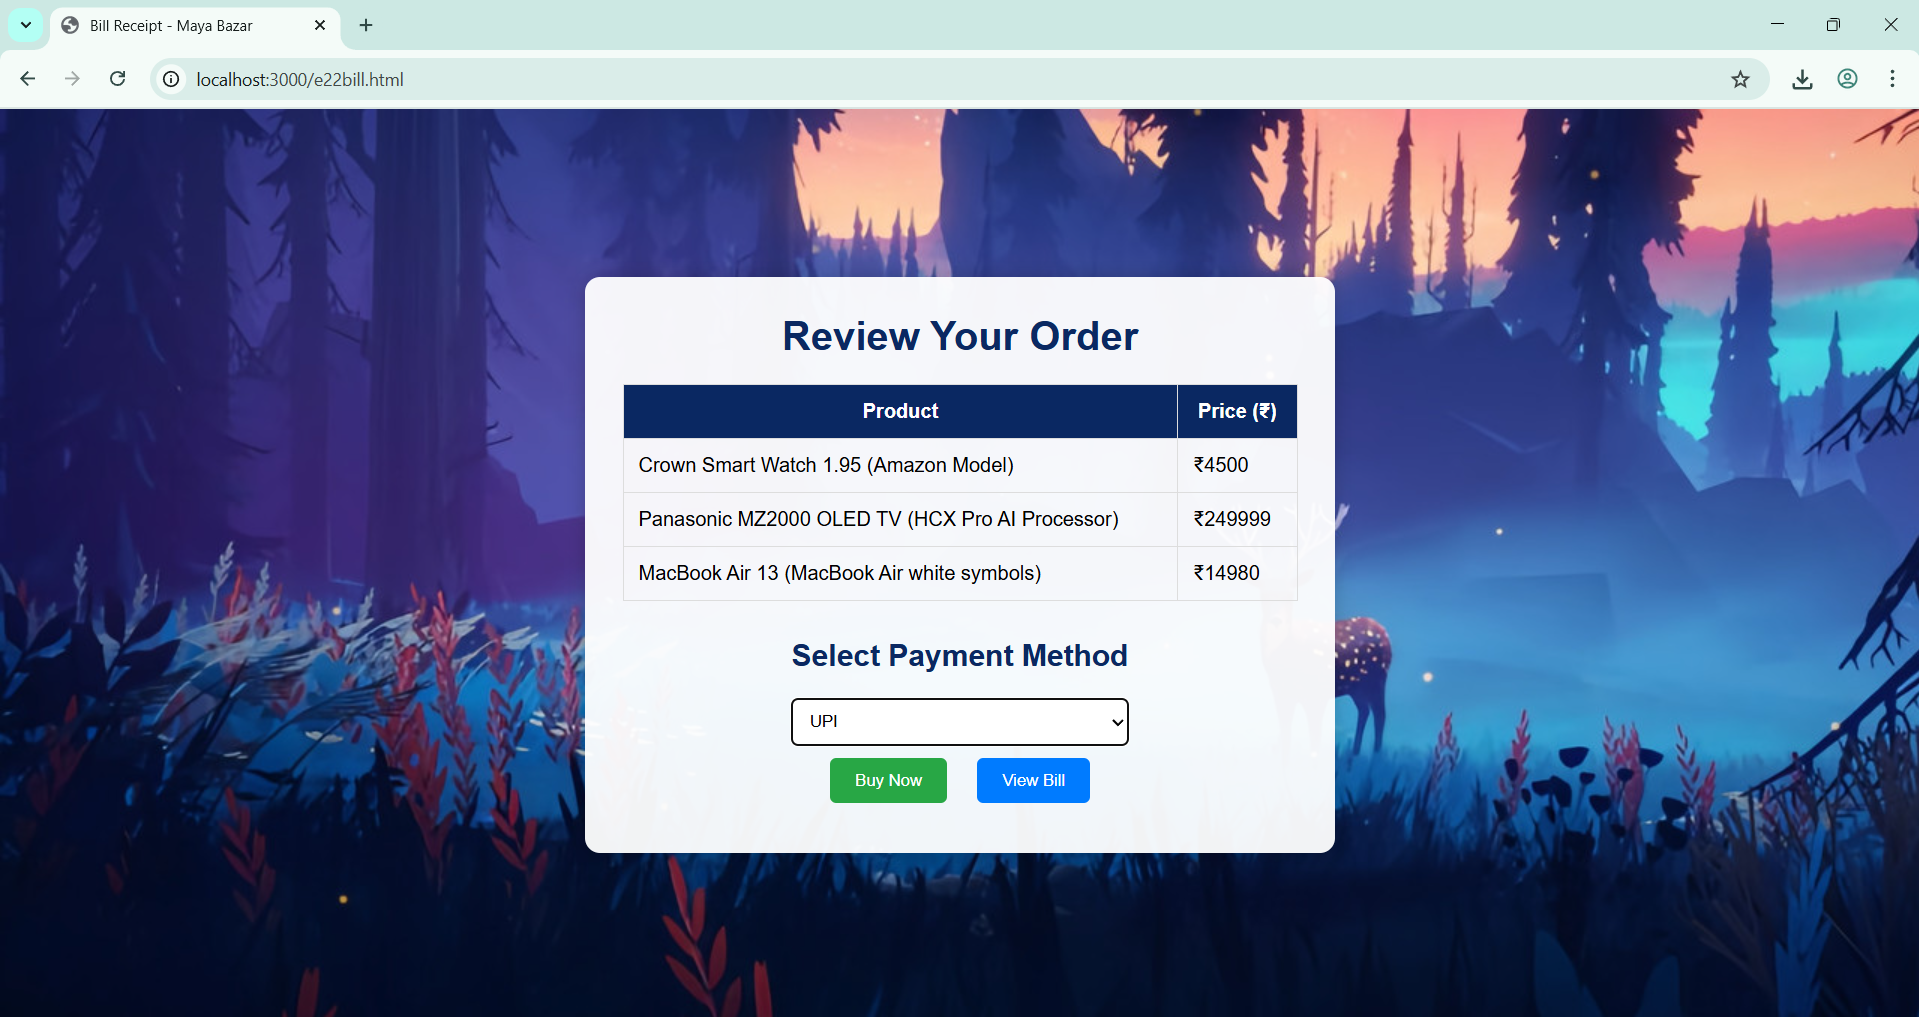 Bill Receipt - Maya Bazar
localhost:3000/e22bill.html
Review Your Order
Product Price (₹)
Crown Smart Watch 1.95 (Amazon Model) ₹4500
Panasonic MZ2000 OLED TV (HCX Pro AI Processor) ₹249999
MacBook Air 13 (MacBook Air white symbols) ₹14980
Select Payment Method
UPI
Buy Now View Bill